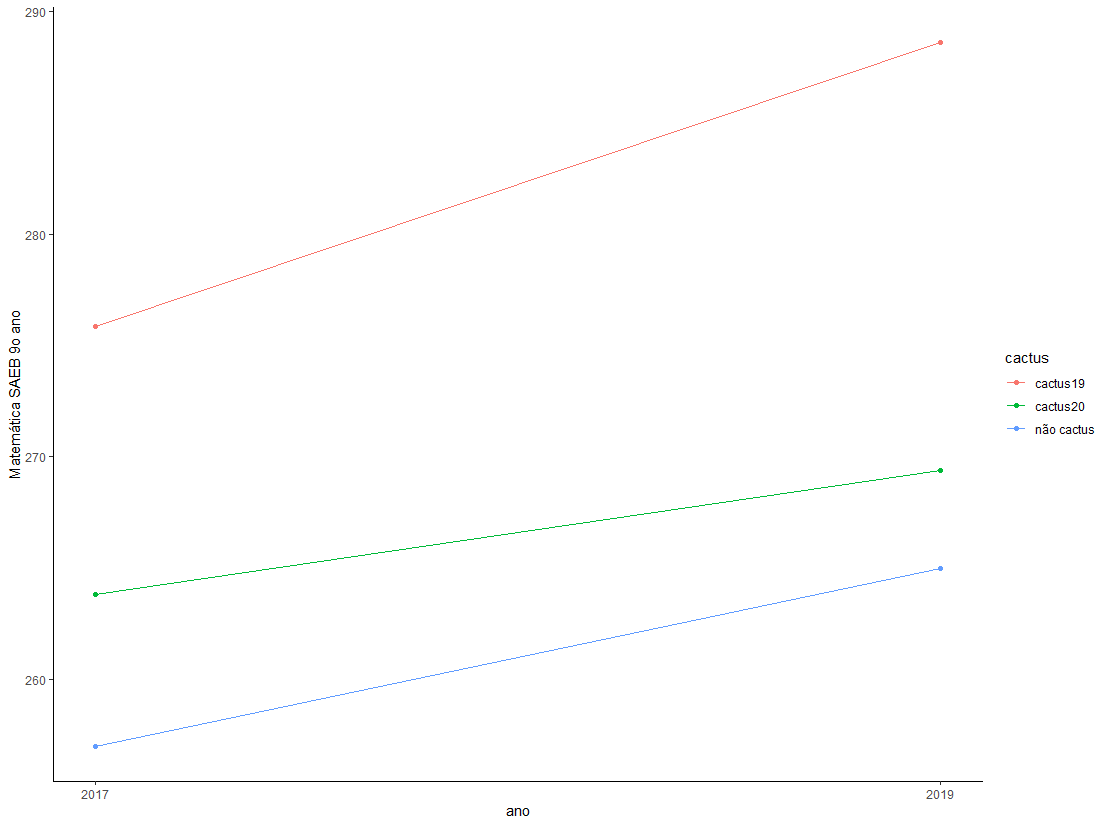 290
280
270
260
Matemática SAEB 9o ano
2017
2019
ano
cactus
cactus19
cactus20
não cactus